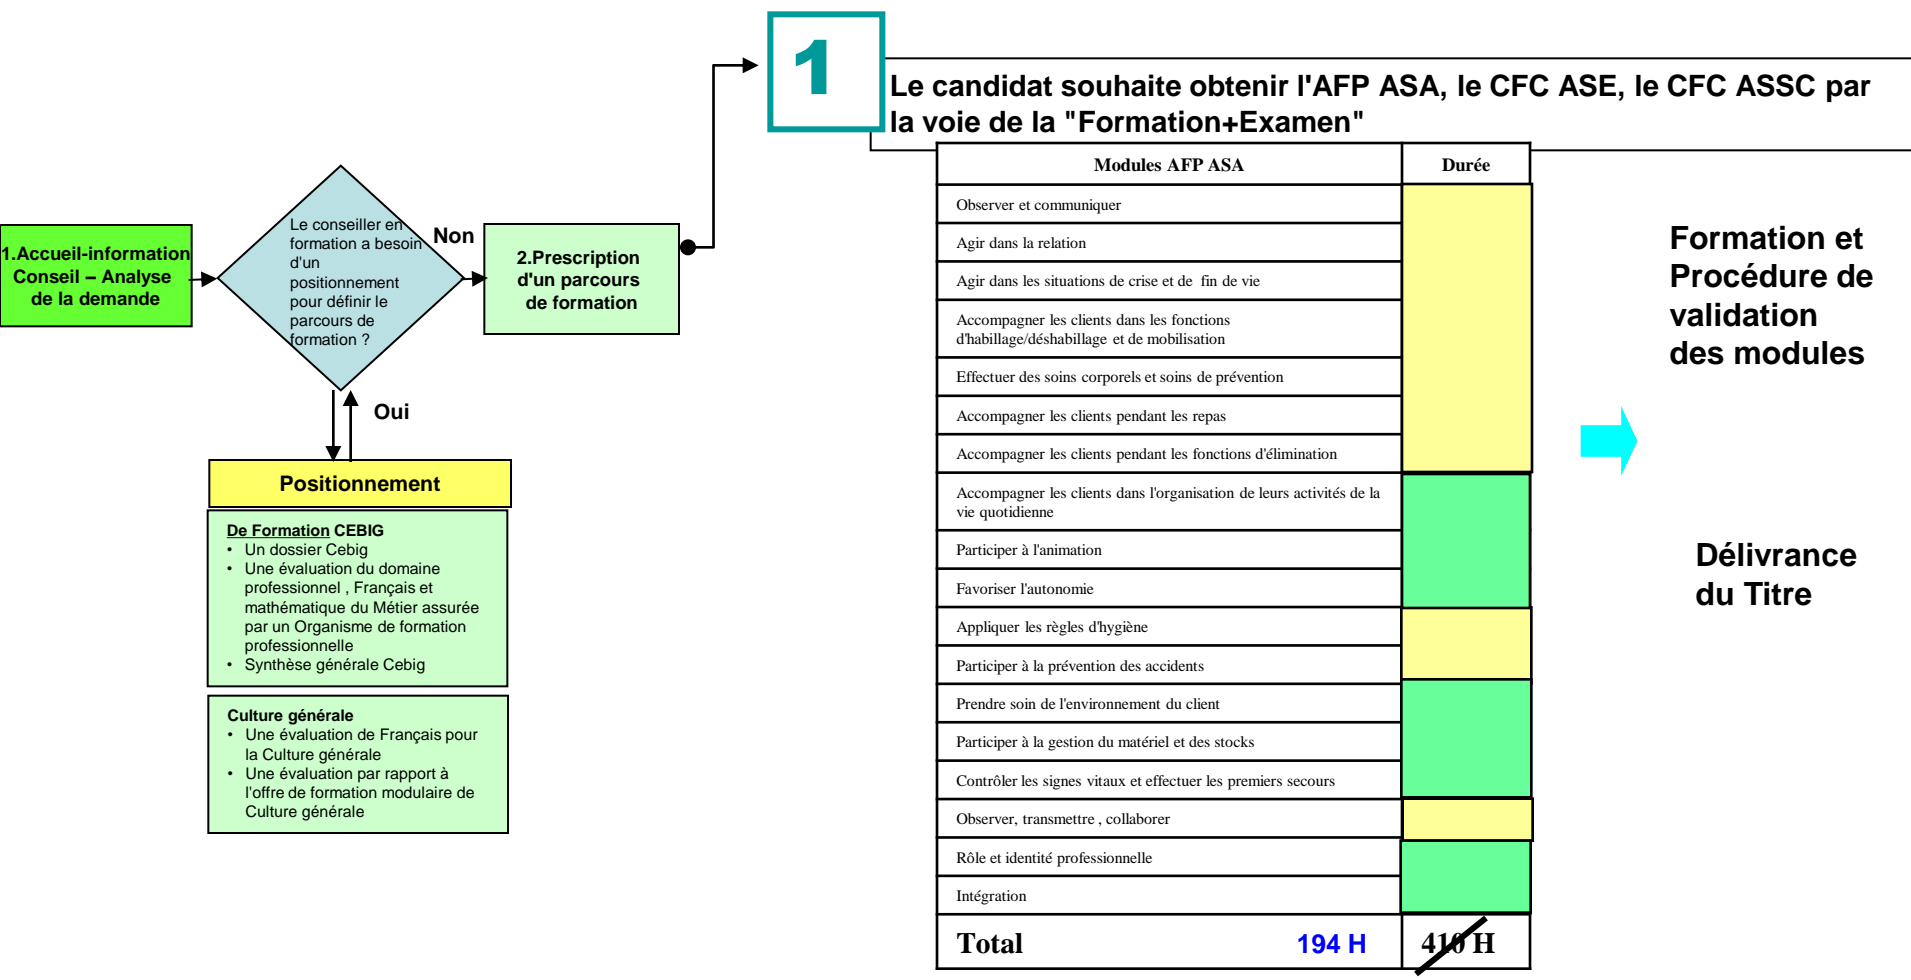 1
Le candidat souhaite obtenir l'AFP ASA, le CFC ASE, le CFC ASSC par
la voie de la "Formation+Examen"
1.Accueil-information
Conseil – Analyse
de la demande
Le conseiller en
formation a besoin
d'un
positionnement
pour définir le
parcours de
formation ?
Non
2.Prescription
d'un parcours
de formation
Oui
Positionnement
De Formation CEBIG
• Un dossier Cebig
• Une évaluation du domaine
professionnel , Français et
mathématique du Métier assurée
par un Organisme de formation
professionnelle
• Synthèse générale Cebig
Culture générale
• Une évaluation de Français pour
la Culture générale
• Une évaluation par rapport à
l'offre de formation modulaire de
Culture générale
Modules AFP ASA Durée
Observer et communiquer
Agir dans la relation
Agir dans les situations de crise et de fin de vie
Accompagner les clients dans les fonctions
d'habillage/déshabillage et de mobilisation
Effectuer des soins corporels et soins de prévention
Accompagner les clients pendant les repas
Accompagner les clients pendant les fonctions d'élimination
Accompagner les clients dans l'organisation de leurs activités de la
vie quotidienne
Participer à l'animation
Favoriser l'autonomie
Appliquer les règles d'hygiène
Participer à la prévention des accidents
Prendre soin de l'environnement du client
Participer à la gestion du matériel et des stocks
Contrôler les signes vitaux et effectuer les premiers secours
Observer, transmettre , collaborer
Rôle et identité professionnelle
Intégration
Total 194 H 410 H
Formation et
Procédure de
validation
des modules
Délivrance
du Titre